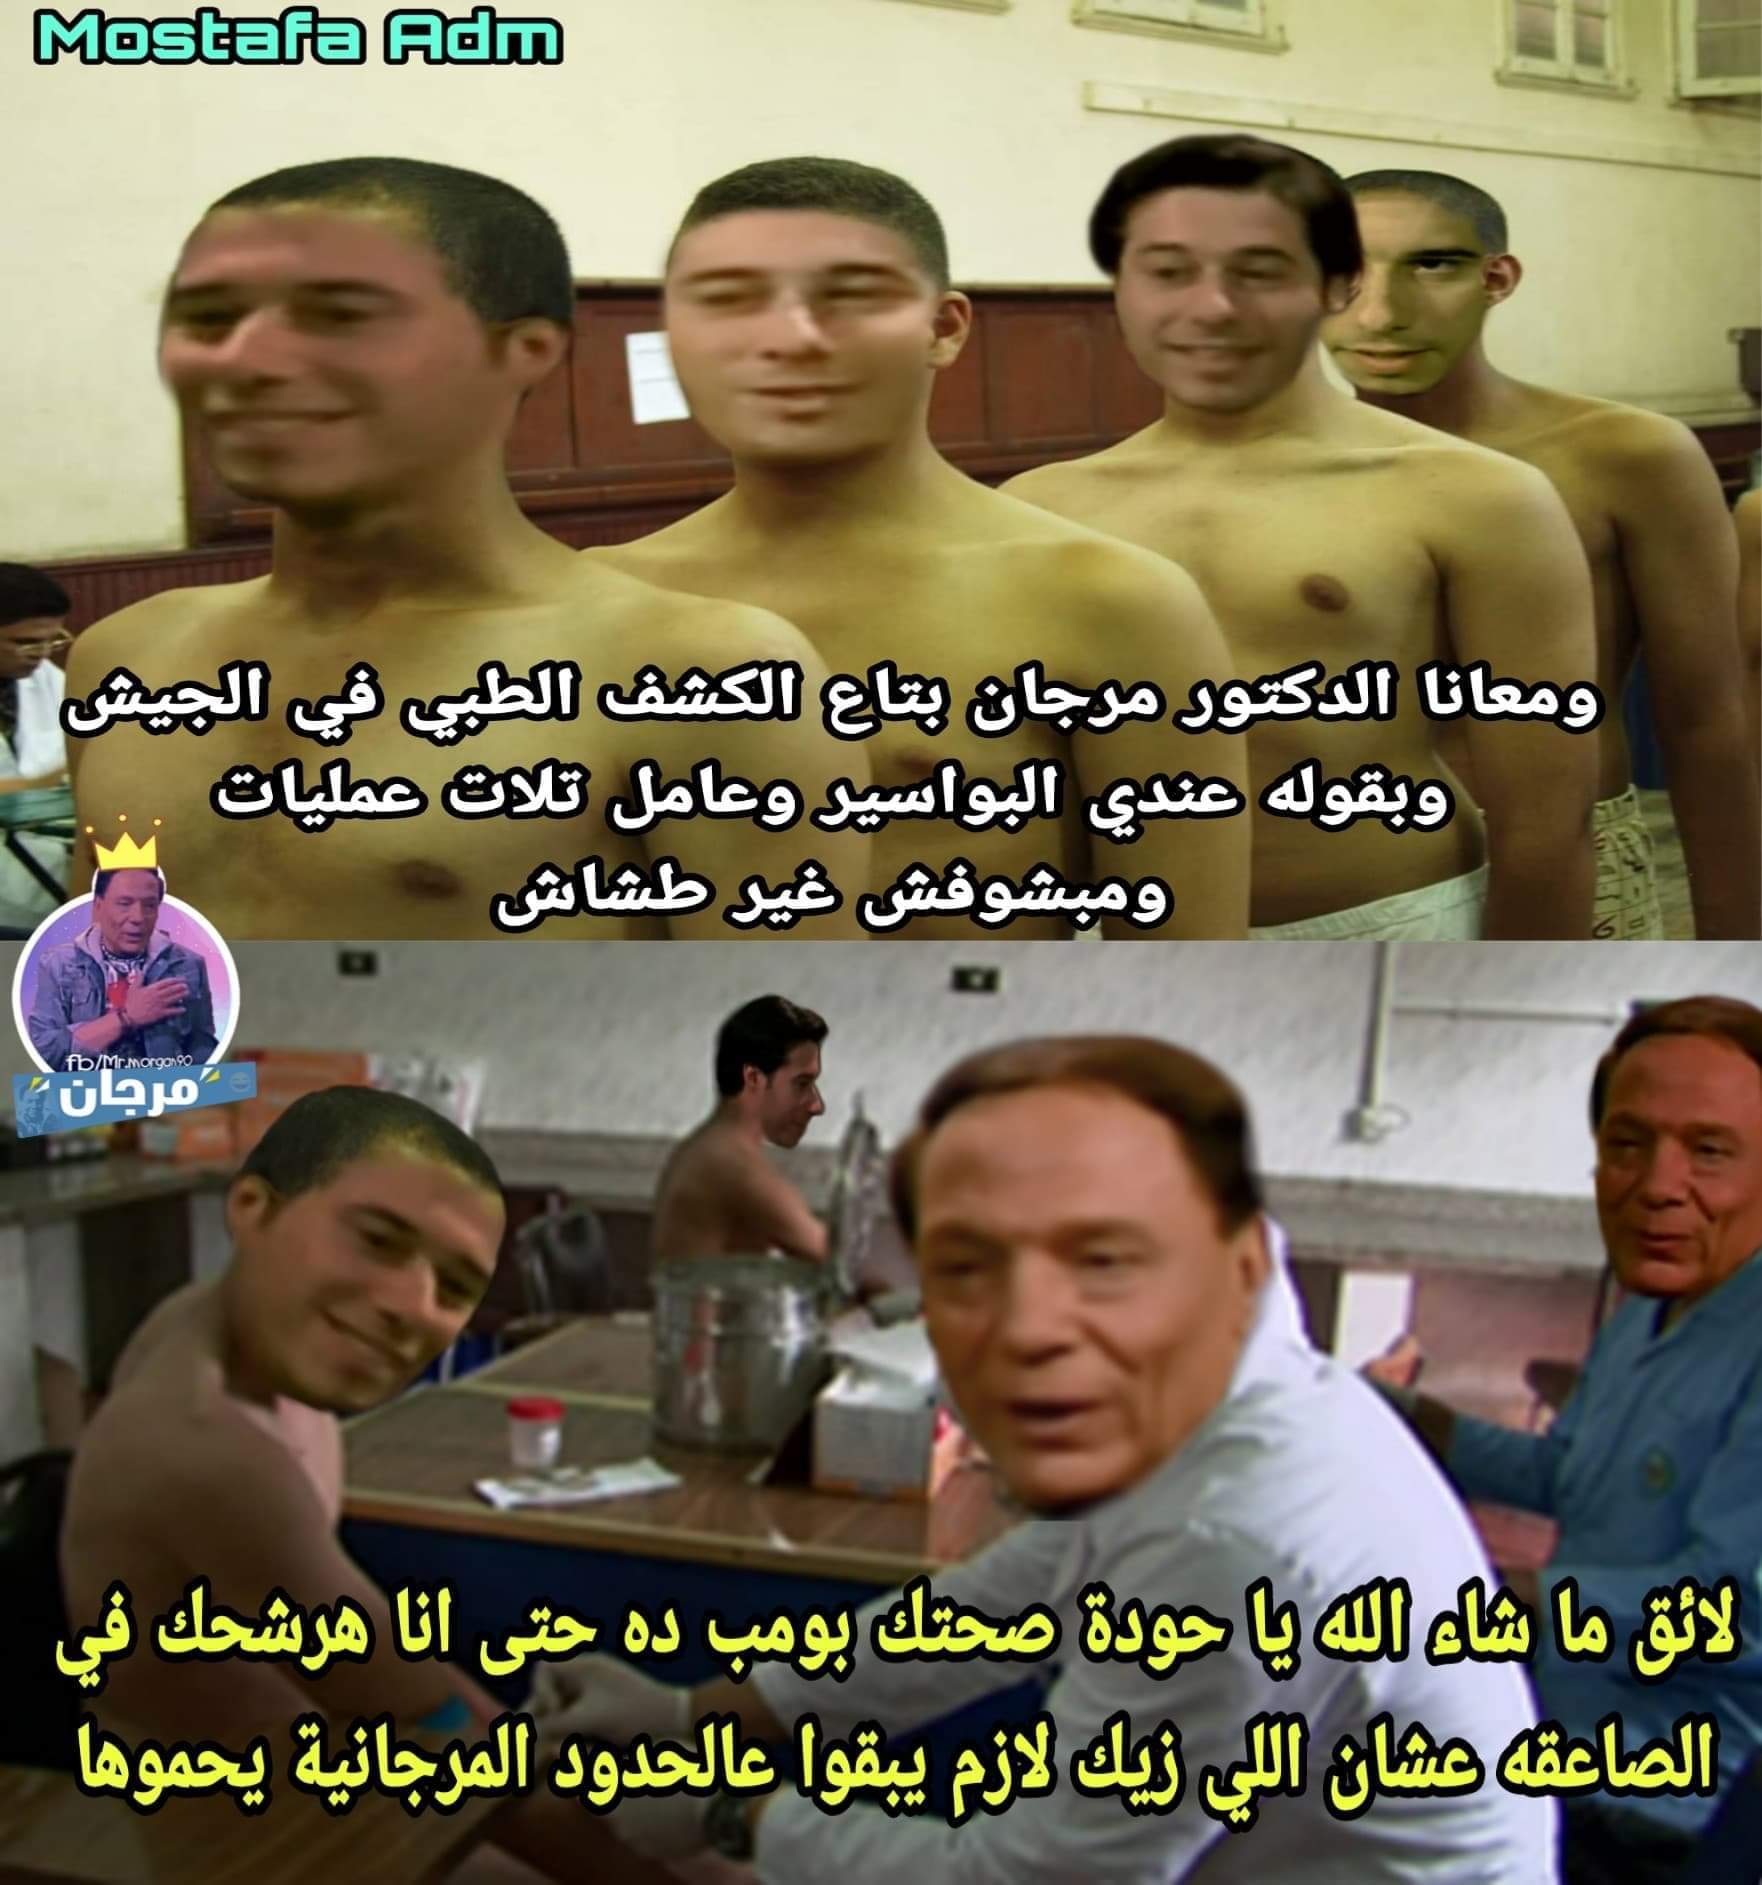 Mostafa Adm
ومعانا الدكتور مرجان بتاع الكشف الطبي في الجيش
وبقوله عندي البواسير وعامل تلات عمليات
ومبشوفش غير طشاش
fb/Mr.morgan90
مرجان
لائق ما شاء الله يا حودة صحتك بومب ده حتى انا هرشحك في
الصاعقه عشان اللي زيك لازم يبقوا عالحدود المرجانية يحموها